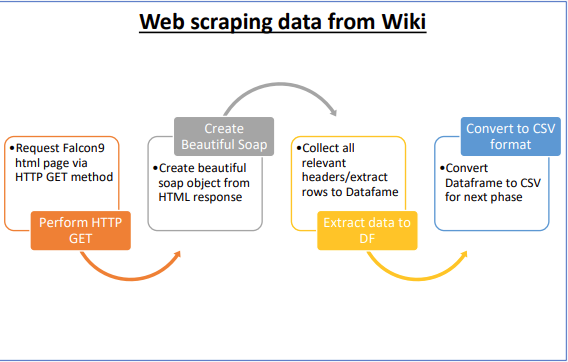 Web scraping data from Wiki
•Request Falcon9
html page via
HTTP GET method
Perform HTTP
GET
Create
Beautiful Soap
•Create beautiful
soap object from
HTML response
•Collect all
relevant
headers/extract
rows to Datafame
Extract data to
DF
Convert to CSV
format
•Convert
Dataframe to CSV
for next phase